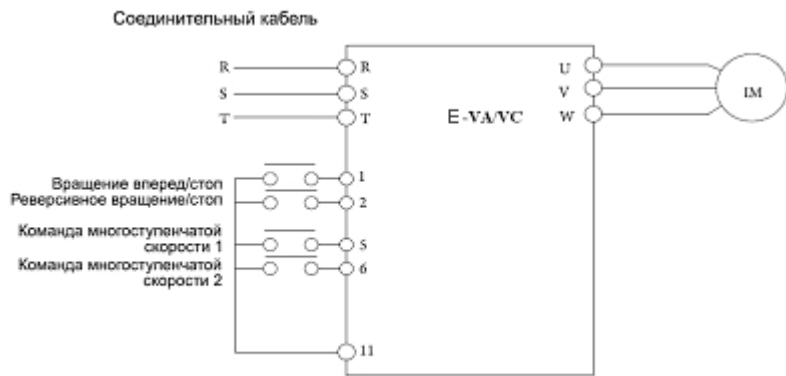 Соединительный кабель
R R U
S S V IM
T T Е-VA/VC W
Вращение вперед/стоп 1
Реверсивное вращение/стоп 2
Команда многоступенчатой
скорости 1 5
Команда многоступенчатой 6
скорости 2
11